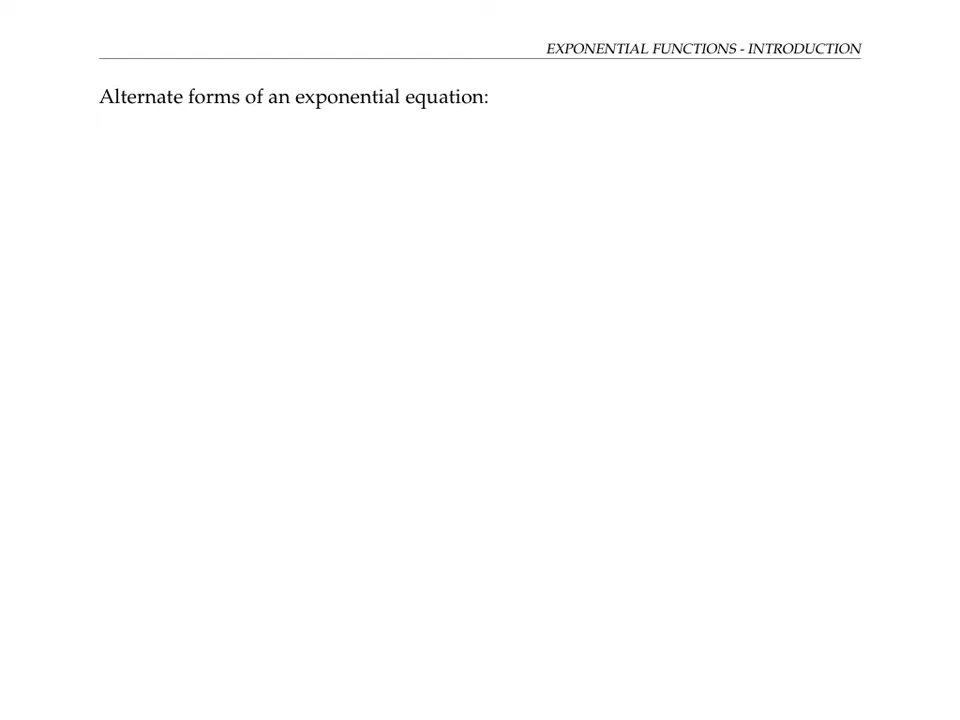 EXPONENTIAL FUNCTIONS - INTRODUCTION
Alternate forms of an exponential equation: